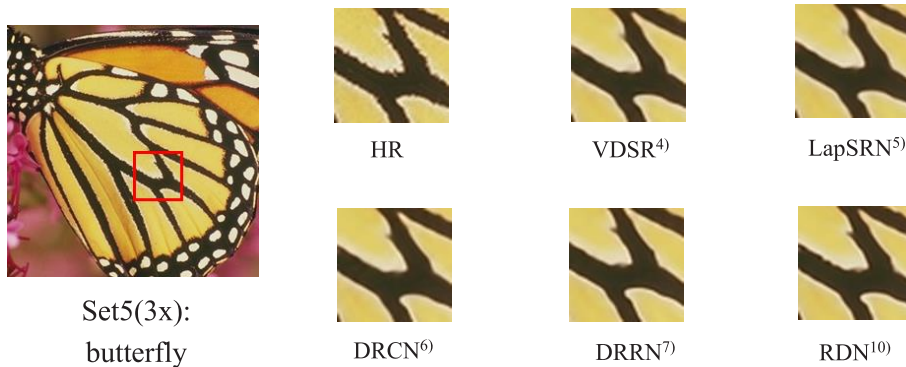 HR
VDSR4)
LapSRN5)
Set5(3x):
butterfly
DRCN6)
DRRN7)
RDN10)